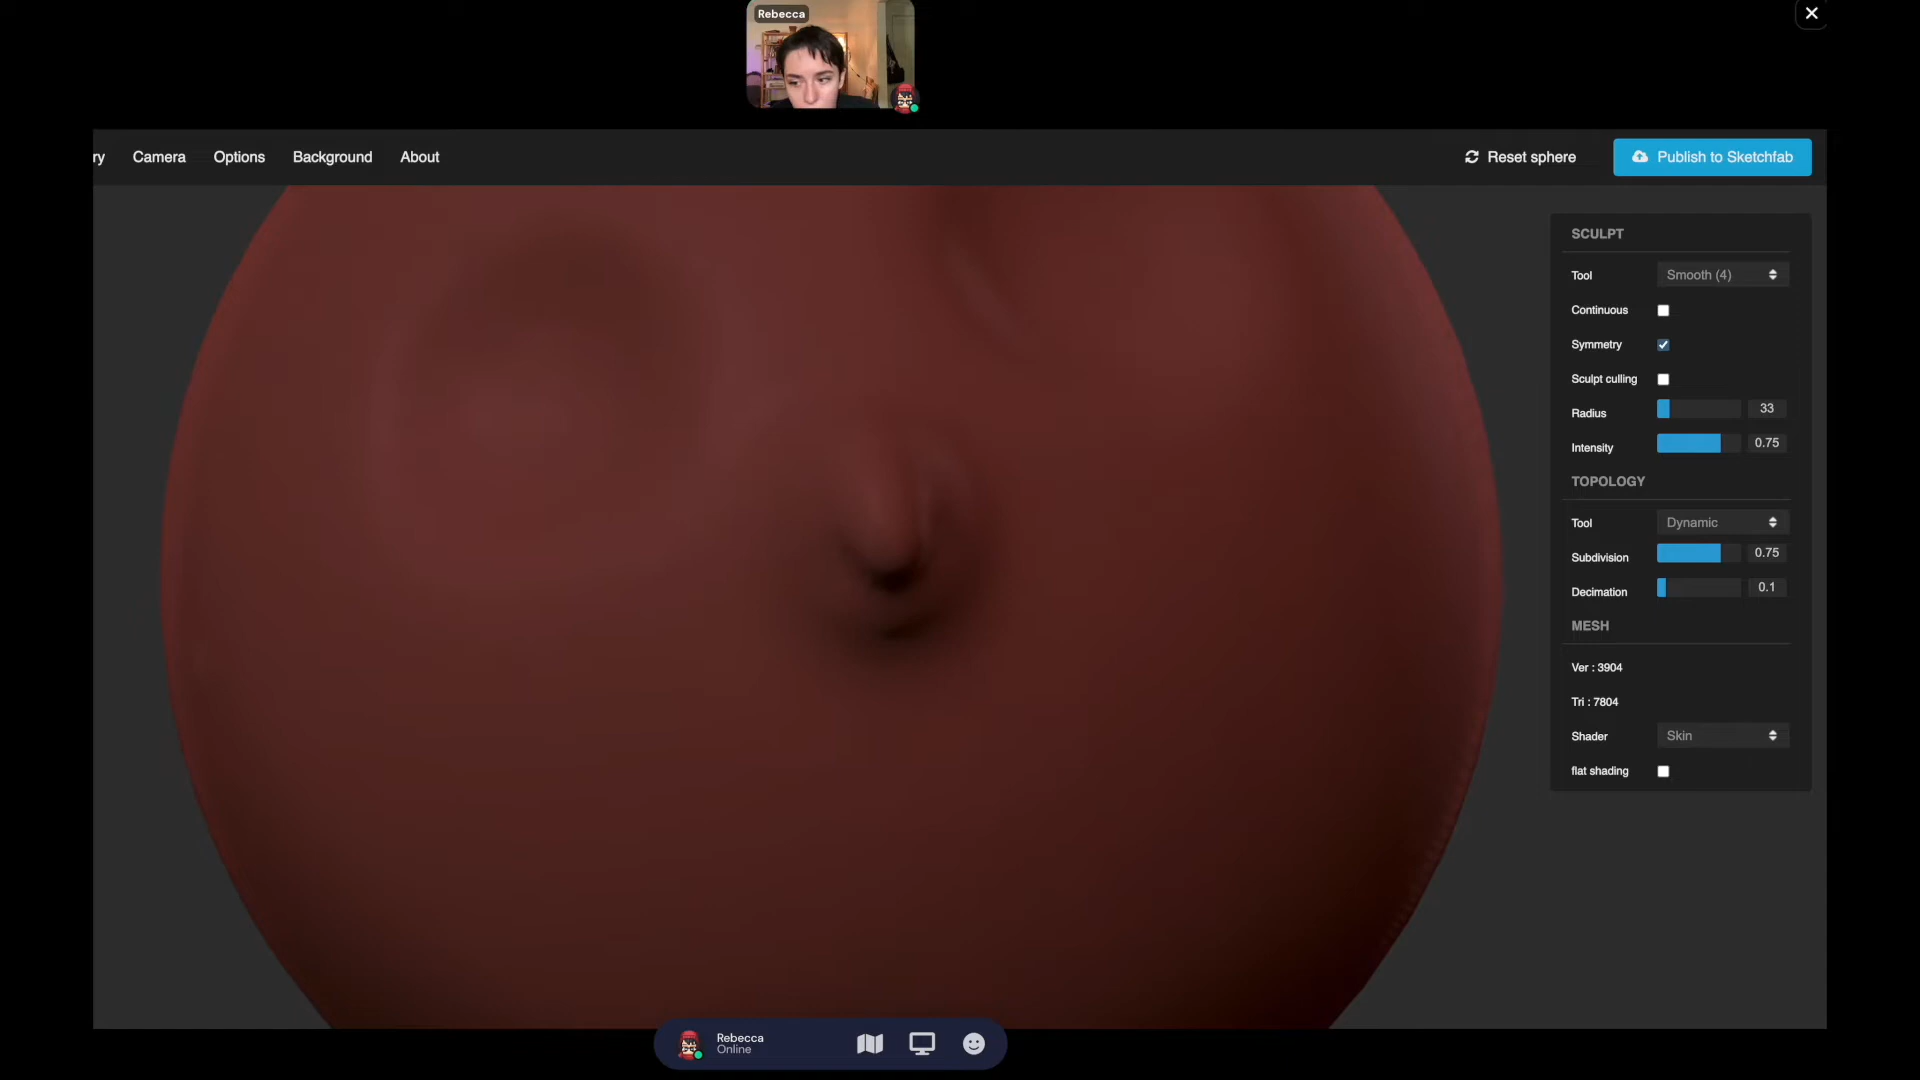 Rebecca
ry Camera Options Background About Reset sphere Publish to Sketchfab
SCULPT
Tool Smooth (4)
Continuous
Symmetry
Sculpt culling
Radius 33
Intensity 0.75
TOPOLOGY
Tool Dynamic
Subdivision 0.75
Decimation 0.1
MESH
Ver : 3904
Tri : 7804
Shader Skin
flat shading
Rebecca
Online